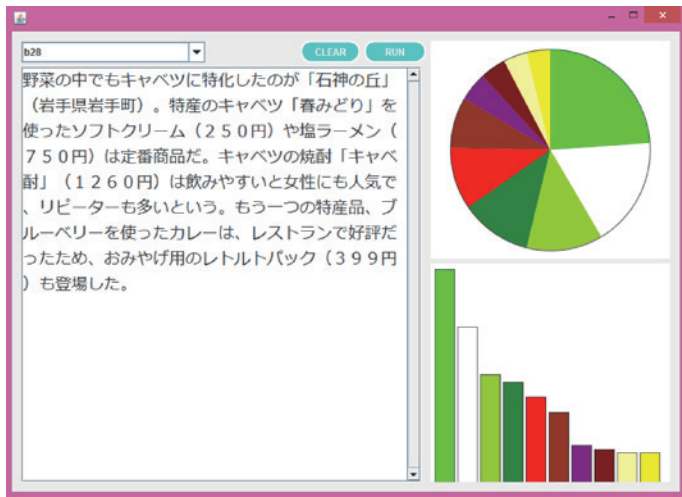 b28
CLEAR
RUN
野菜の中でもキャベツに特化したのが「石神の丘」
（岩手県岩手町）。特産のキャベツ「春みどり」を
使ったソフトクリーム（２５０円）や塩ラーメン（
７５０円）は定番商品だ。キャベツの焼酎「キャベ
酎」（１２６０円）は飲みやすいと女性にも人気で
、リピーターも多いという。もう一つの特産品、ブ
ルーベリーを使ったカレーは、レストランで好評だ
ったため、おみやげ用のレトルトパック（３９９円
）も登場した。